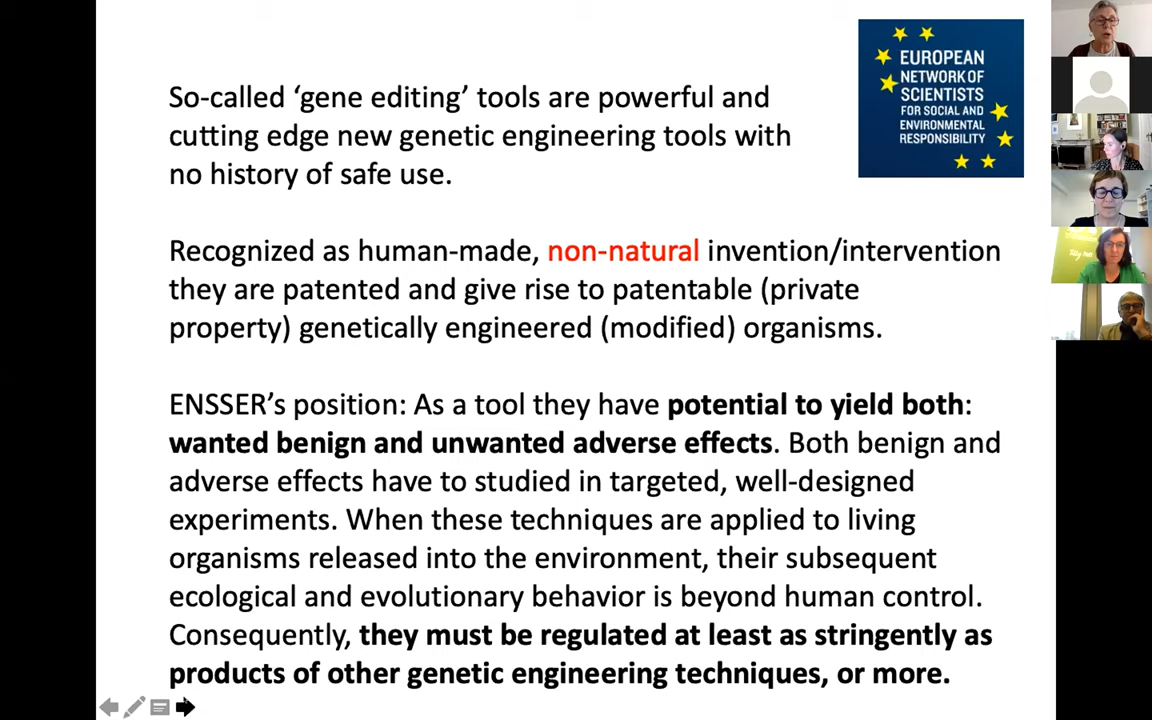 So-called ‘gene editing’ tools are powerful and
cutting edge new genetic engineering tools with
no history of safe use.
EUROPEAN
NETWORK OF
SCIENTISTS
FOR SOCIAL AND
ENVIRONMENTAL
RESPONSIBILITY
Recognized as human-made, non-natural invention/intervention
they are patented and give rise to patentable (private
property) genetically engineered (modified) organisms.
ENSSER’s position: As a tool they have potential to yield both:
wanted benign and unwanted adverse effects. Both benign and
adverse effects have to studied in targeted, well-designed
experiments. When these techniques are applied to living
organisms released into the environment, their subsequent
ecological and evolutionary behavior is beyond human control.
Consequently, they must be regulated at least as stringently as
products of other genetic engineering techniques, or more.